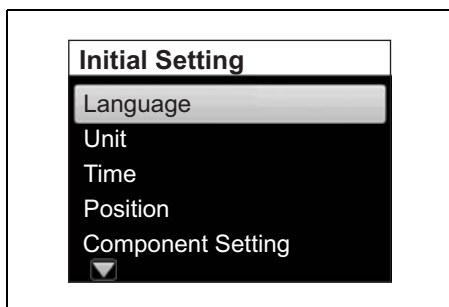 Initial Setting
Language
Unit
Time
Position
Component Setting